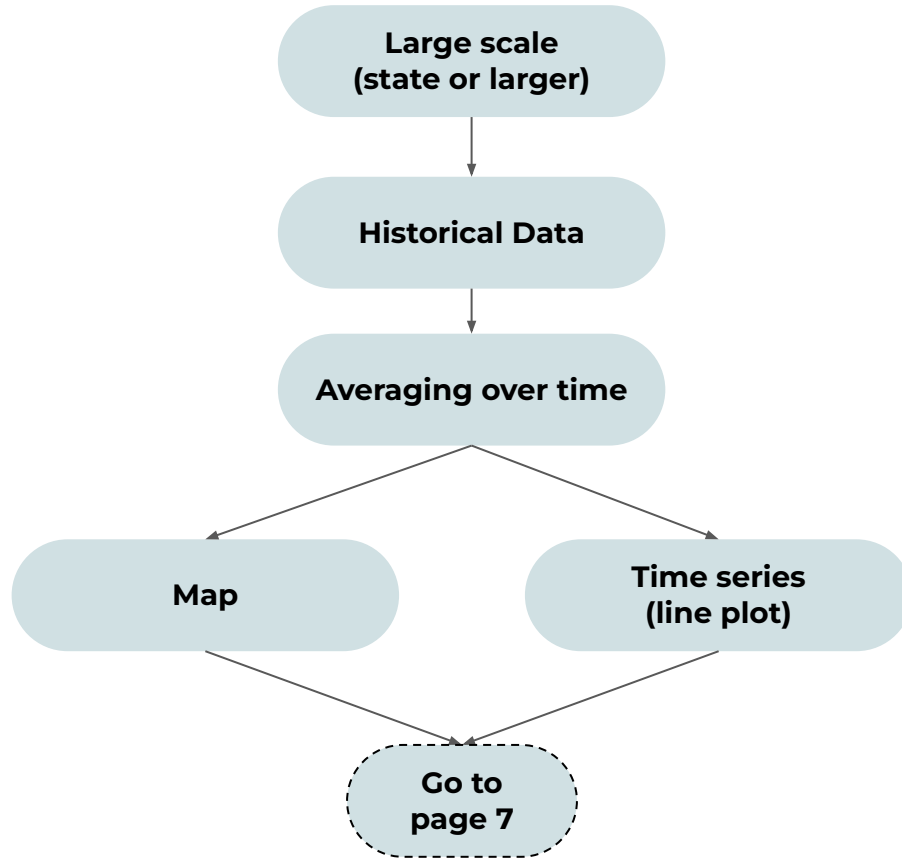 Large scale
(state or larger)
Historical Data
Averaging over time
Map
Time series
(line plot)
Go to
page 7